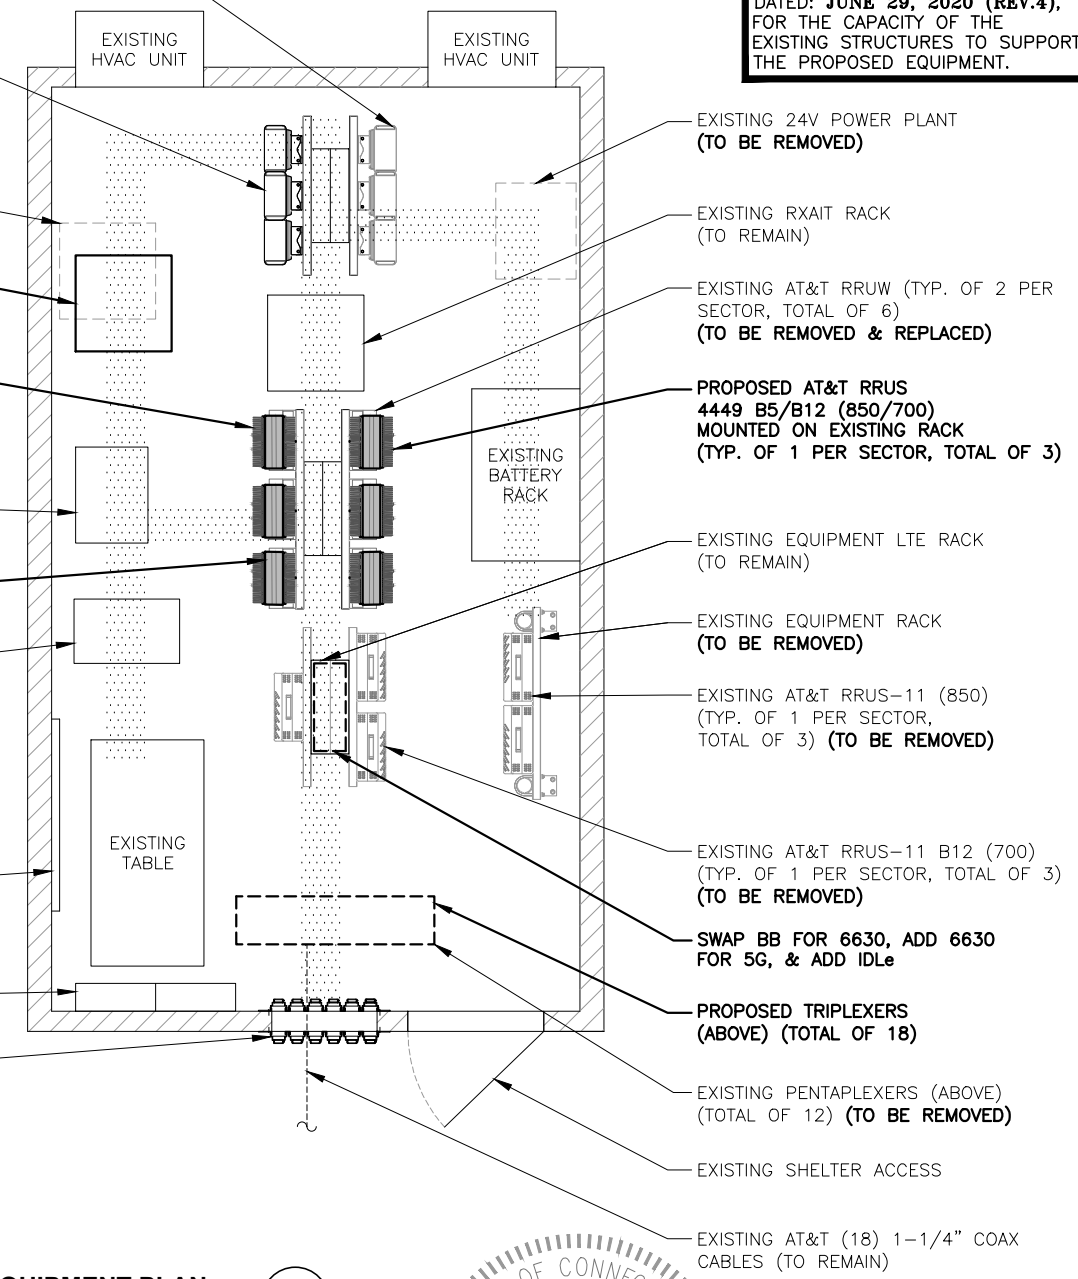 DATED: JUNE 29, 2020 (REV.4),
FOR THE CAPACITY OF THE
EXISTING STRUCTURES TO SUPPORT
THE PROPOSED EQUIPMENT.
EXISTING
HVAC UNIT
EXISTING
HVAC UNIT
EXISTING 24V POWER PLANT
(TO BE REMOVED)
EXISTING RXAIT RACK
(TO REMAIN)
EXISTING AT&T RRUW (TYP. OF 2 PER
SECTOR, TOTAL OF 6)
(TO BE REMOVED & REPLACED)
PROPOSED AT&T RRUS
4449 B5/B12 (850/700)
MOUNTED ON EXISTING RACK
(TYP. OF 1 PER SECTOR, TOTAL OF 3)
EXISTING
BATTERY
RACK
EXISTING EQUIPMENT LTE RACK
(TO REMAIN)
EXISTING EQUIPMENT RACK
(TO BE REMOVED)
EXISTING AT&T RRUS-11 (850)
(TYP. OF 1 PER SECTOR,
TOTAL OF 3) (TO BE REMOVED)
EXISTING
TABLE
EXISTING AT&T RRUS-11 B12 (700)
(TYP. OF 1 PER SECTOR, TOTAL OF 3)
(TO BE REMOVED)
SWAP BB FOR 6630, ADD 6630
FOR 5G, & ADD IDLe
PROPOSED TRIPLEXERS
(ABOVE) (TOTAL OF 18)
EXISTING PENTAPLEXERS (ABOVE)
(TOTAL OF 12) (TO BE REMOVED)
EXISTING SHELTER ACCESS
EXISTING AT&T (18) 1-1/4" COAX
CABLES (TO REMAIN)
OF CONNE